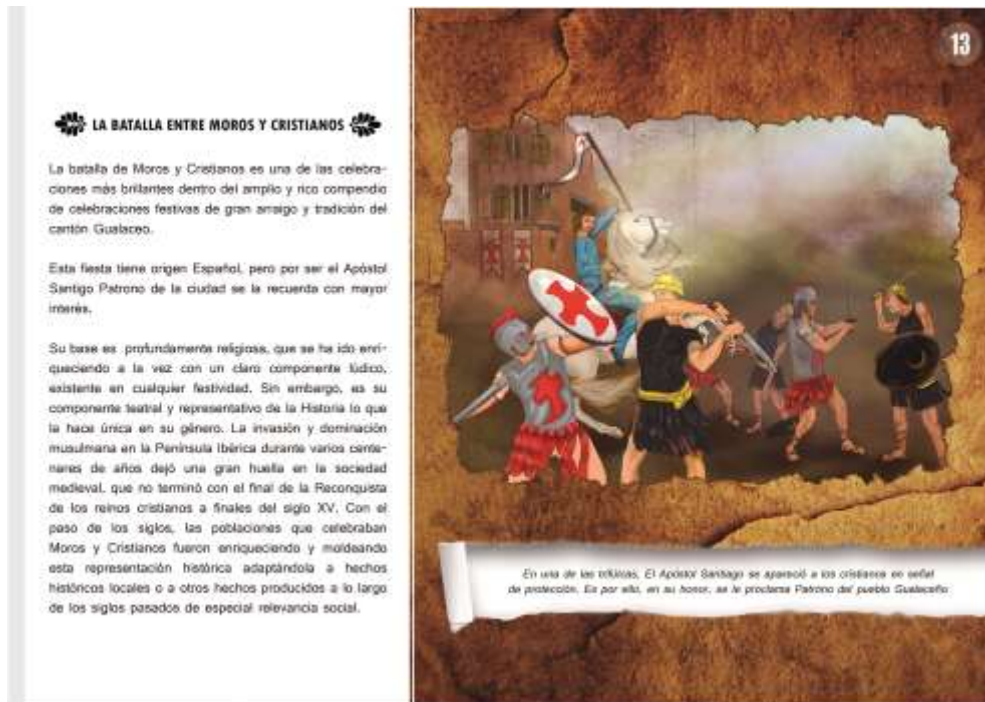 LA BATALLA ENTRE MOROS Y CRISTIANOS
La batalla de Moros y Cristianos es una de las celebra-
ciones más brillantes dentro del amplio y rico compendio
de celebraciones festivas de gran arraigo y tradición del
cantón Gualaceo.
Esta fiesta tiene origen Español, pero por ser el Apóstol
Santigo Patrono de la ciudad se la recuerda con mayor
interés.
Su base es profundamente religiosa, que se ha ido enri-
queciendo a la vez con un claro componente lúdico,
existente en cualquier festividad. Sin embargo, es su
componente teatral y representativo de la Historia lo que
la hace única en su género. La invasión y dominación
musulmana en la Península Ibérica durante varios cente-
nares de años dejó una gran huella en la sociedad
medieval, que no terminó con el final de la Reconquista
de los reinos cristianos a finales del siglo XV. Con el
paso de los siglos, las poblaciones que celebraban
Moros y Cristianos fueron enriqueciendo y moldeando
esta representación histórica adaptándola a hechos
históricos locales o a otros hechos producidos a lo largo
de los siglos pasados de especial relevancia social.
13
En una de las El Apóstol Santiago se apareció a los cristianos en señal
de protección. Es por ello, en su honor, se le proclama Patrono del pueblo Gualaceño